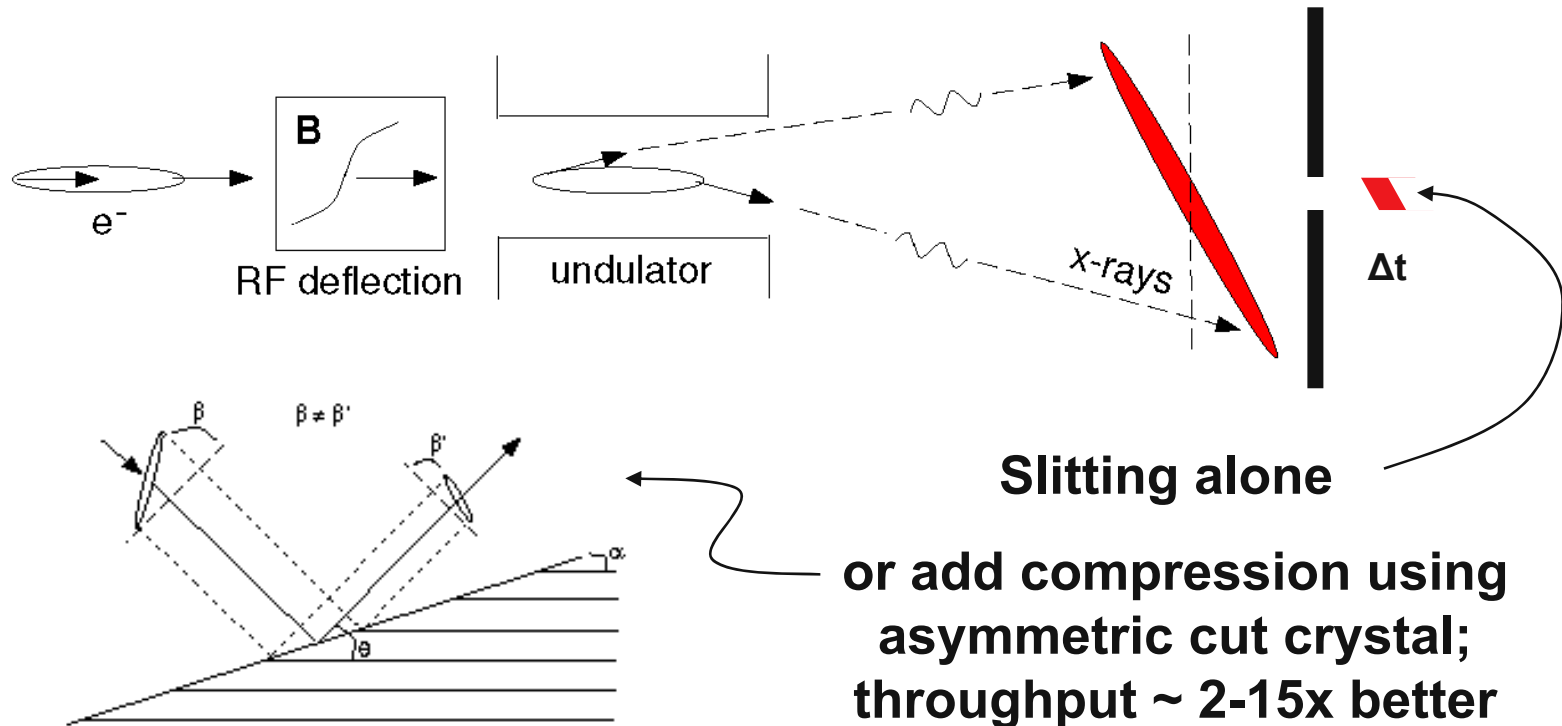 B
e⁻
RF deflection
undulator
x-rays
Δt
β
β ≠ β'
β'
α
θ
Slitting alone
or add compression using
asymmetric cut crystal;
throughput ~ 2-15x better